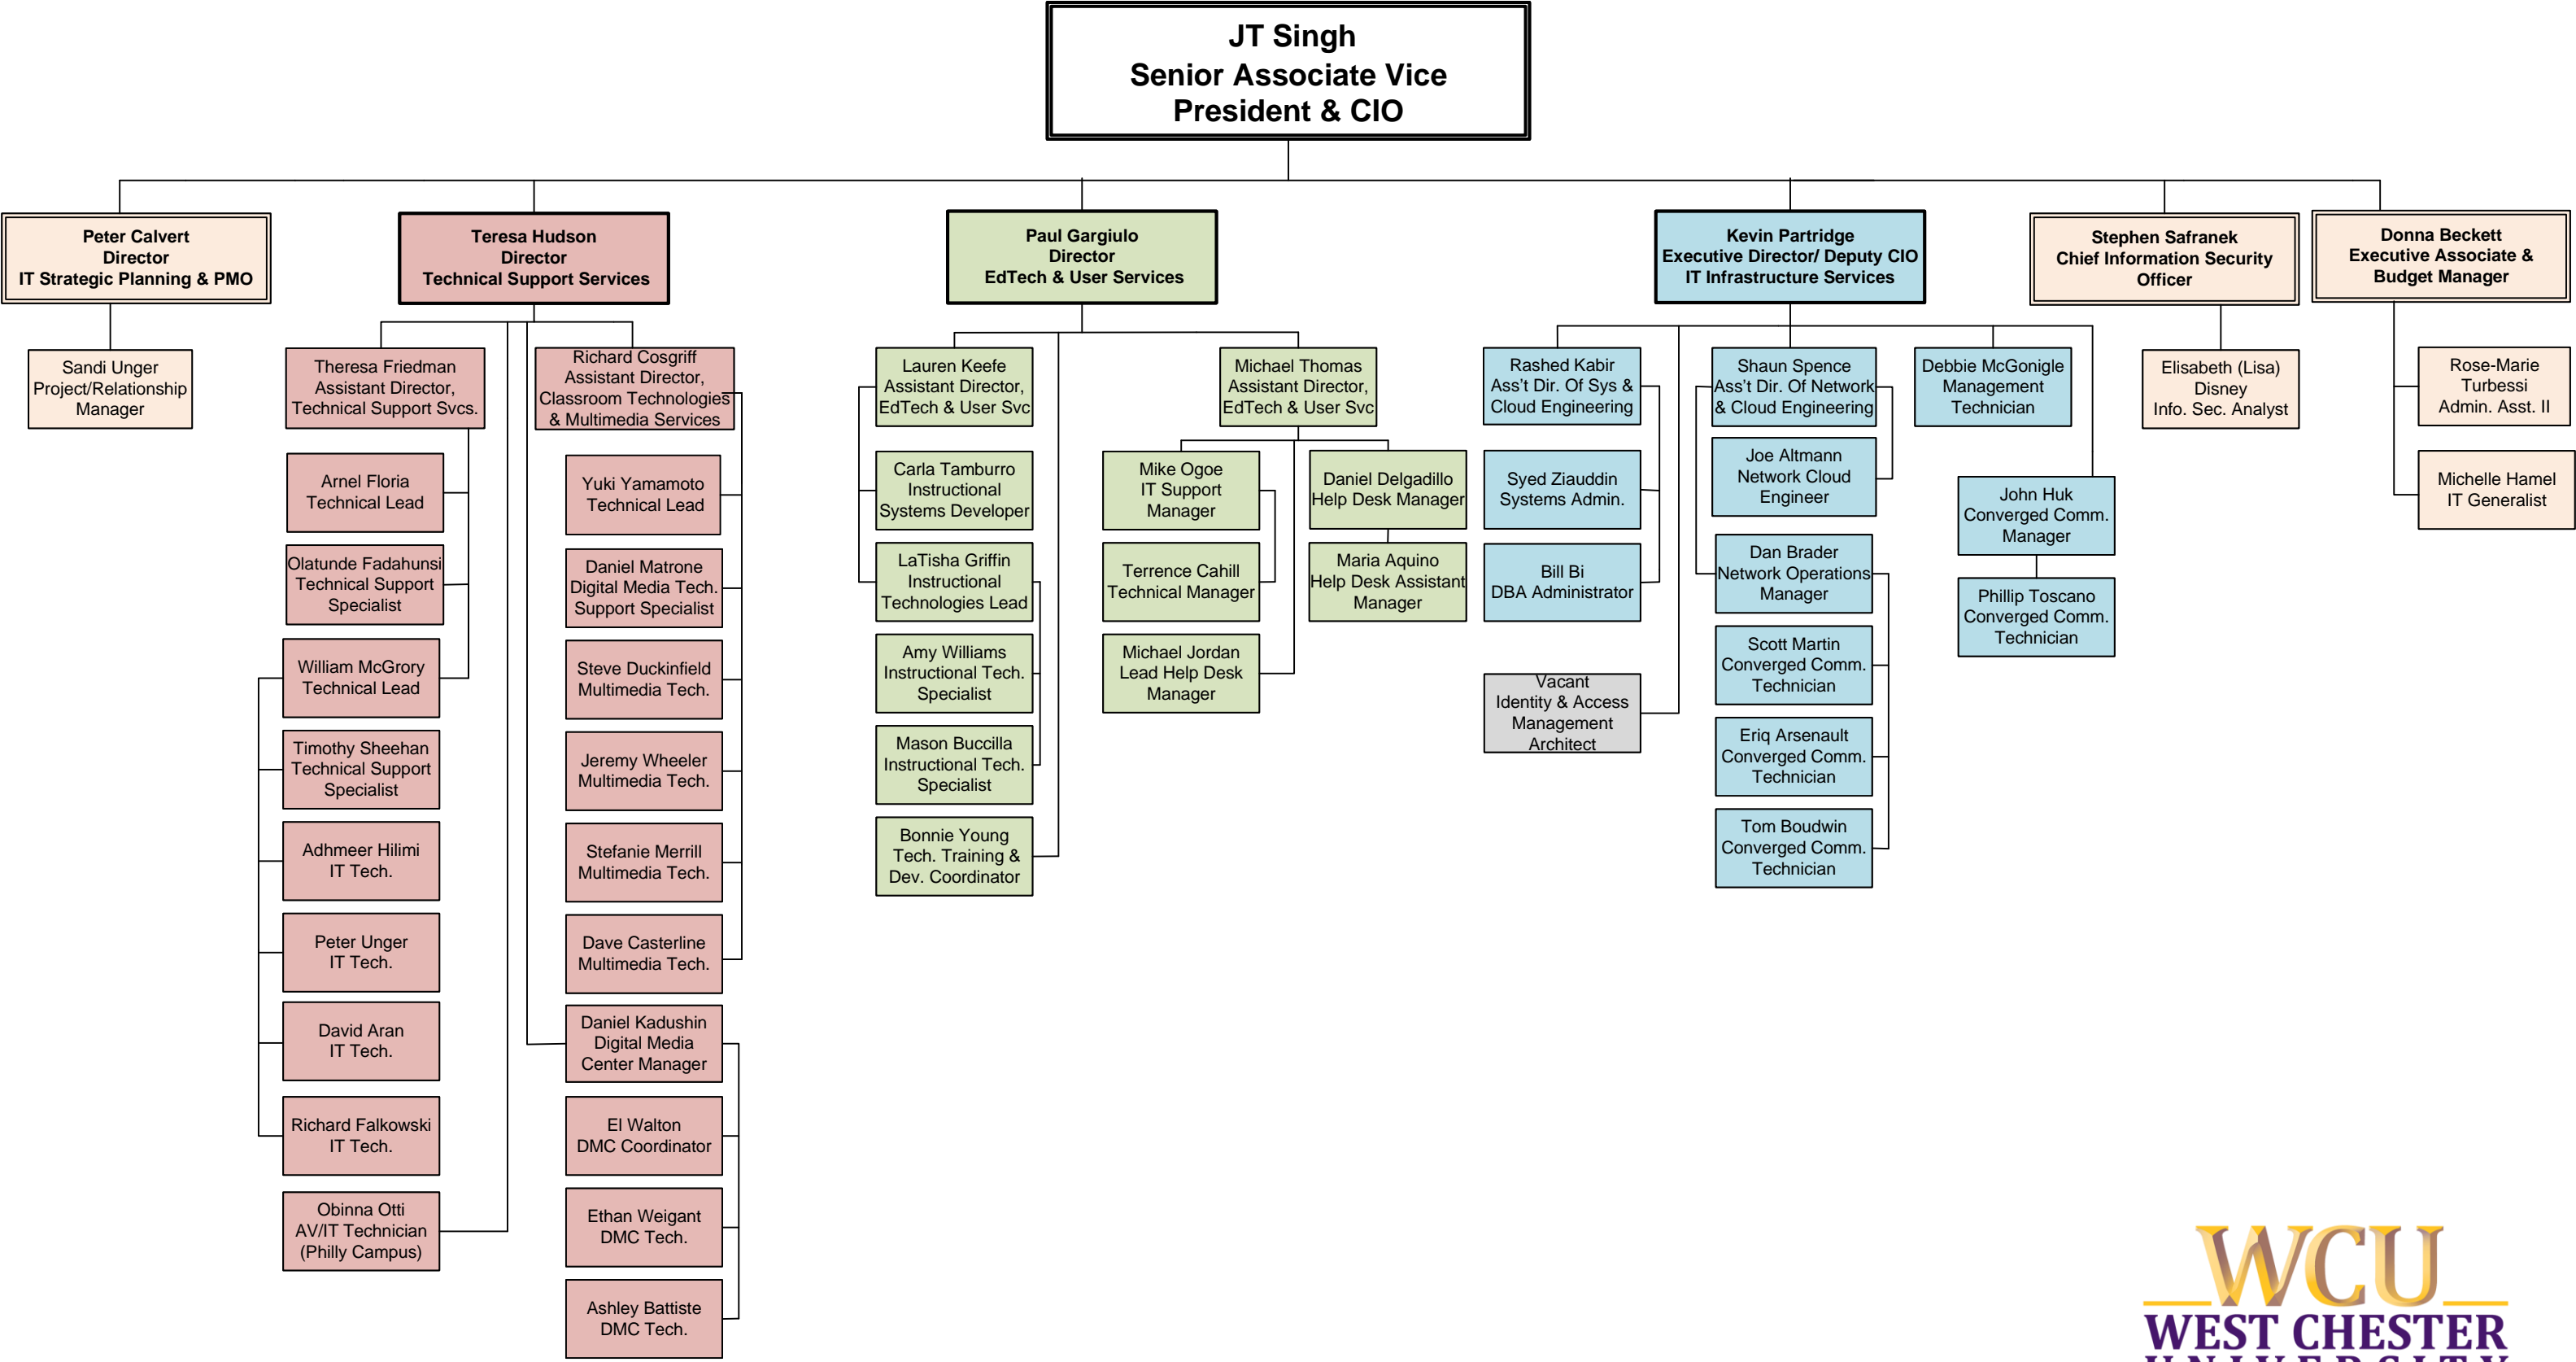 JT Singh
Senior Associate Vice
President & CIO
Peter Calvert
Director
IT Strategic Planning & PMO
Sandi Unger
Project/Relationship
Manager
Teresa Hudson
Director
Technical Support Services
Theresa Friedman
Assistant Director,
Technical Support Svcs.
Arnel Floria
Technical Lead
Olatunde Fadahunsi
Technical Support
Specialist
William McGrory
Technical Lead
Timothy Sheehan
Technical Support
Specialist
Adhmeer Hilimi
IT Tech.
Peter Unger
IT Tech.
David Aran
IT Tech.
Richard Falkowski
IT Tech.
Obinna Otti
AV/IT Technician
(Philly Campus)
Richard Cosgriff
Assistant Director,
Classroom Technologies
& Multimedia Services
Yuki Yamamoto
Technical Lead
Daniel Matrone
Digital Media Tech.
Support Specialist
Steve Duckinfield
Multimedia Tech.
Jeremy Wheeler
Multimedia Tech.
Stefanie Merrill
Multimedia Tech.
Dave Casterline
Multimedia Tech.
Daniel Kadushin
Digital Media
Center Manager
El Walton
DMC Coordinator
Ethan Weigant
DMC Tech.
Ashley Battiste
DMC Tech.
Paul Gargiulo
Director
EdTech & User Services
Lauren Keefe
Assistant Director,
EdTech & User Svc
Carla Tamburro
Instructional
Systems Developer
LaTisha Griffin
Instructional
Technologies Lead
Amy Williams
Instructional Tech.
Specialist
Mason Buccilla
Instructional Tech.
Specialist
Bonnie Young
Tech. Training &
Dev. Coordinator
Michael Thomas
Assistant Director,
EdTech & User Svc
Mike Ogoe
IT Support
Manager
Terrence Cahill
Technical Manager
Michael Jordan
Lead Help Desk
Manager
Daniel Delgadillo
Help Desk Manager
Maria Aquino
Help Desk Assistant
Manager
Kevin Partridge
Executive Director/ Deputy CIO
IT Infrastructure Services
Rashed Kabir
Ass't Dir. Of Sys &
Cloud Engineering
Syed Ziauddin
Systems Admin.
Bill Bi
DBA Administrator
Vacant
Identity & Access
Management
Architect
Shaun Spence
Ass't Dir. Of Network
& Cloud Engineering
Joe Altmann
Network Cloud
Engineer
Dan Brader
Network Operations
Manager
Scott Martin
Converged Comm.
Technician
Eriq Arsenault
Converged Comm.
Technician
Tom Boudwin
Converged Comm.
Technician
Debbie McGonigle
Management
Technician
John Huk
Converged Comm.
Manager
Phillip Toscano
Converged Comm.
Technician
Stephen Safranek
Chief Information Security
Officer
Elisabeth (Lisa)
Disney
Info. Sec. Analyst
Donna Beckett
Executive Associate &
Budget Manager
Rose-Marie
Turbessi
Admin. Asst. II
Michelle Hamel
IT Generalist
WCU
WEST CHESTER
UNIVERSITY